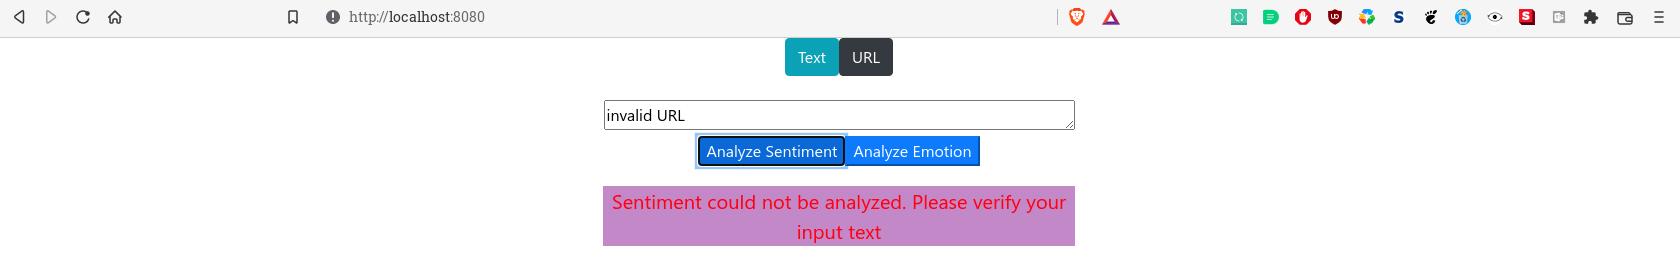 http://localhost:8080
Text URL
invalid URL
Analyze Sentiment Analyze Emotion
Sentiment could not be analyzed. Please verify your
input text